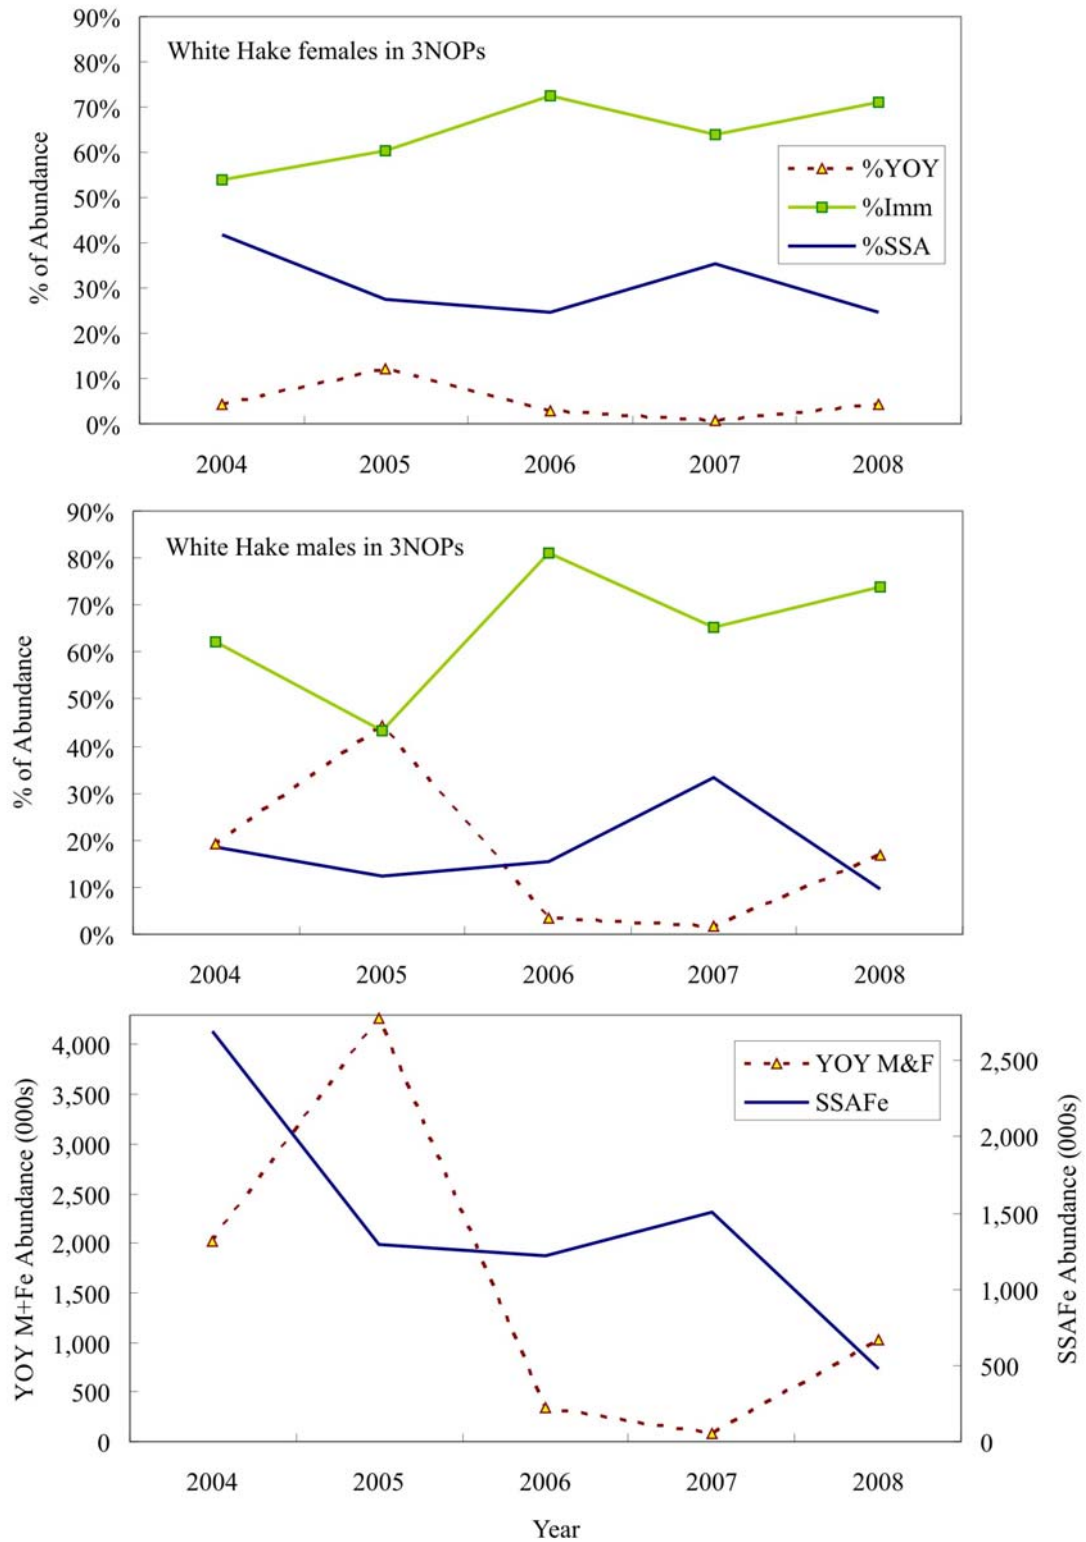 White Hake females in 3NOPs
% of Abundance
90%
80%
70%
60%
50%
40%
30%
20%
10%
0%
%YOY
%Imm
%SSA
2004 2005 2006 2007 2008
White Hake males in 3NOPs
% of Abundance
90%
80%
70%
60%
50%
40%
30%
20%
10%
0%
2004 2005 2006 2007 2008
YOY M+Fe Abundance (000s)
4,000
3,500
3,000
2,500
2,000
1,500
1,000
500
0
YOY M&F
SSAFe
2,500
2,000
1,500
1,000
500
0
SSAFe Abundance (000s)
2004 2005 2006 2007 2008
Year